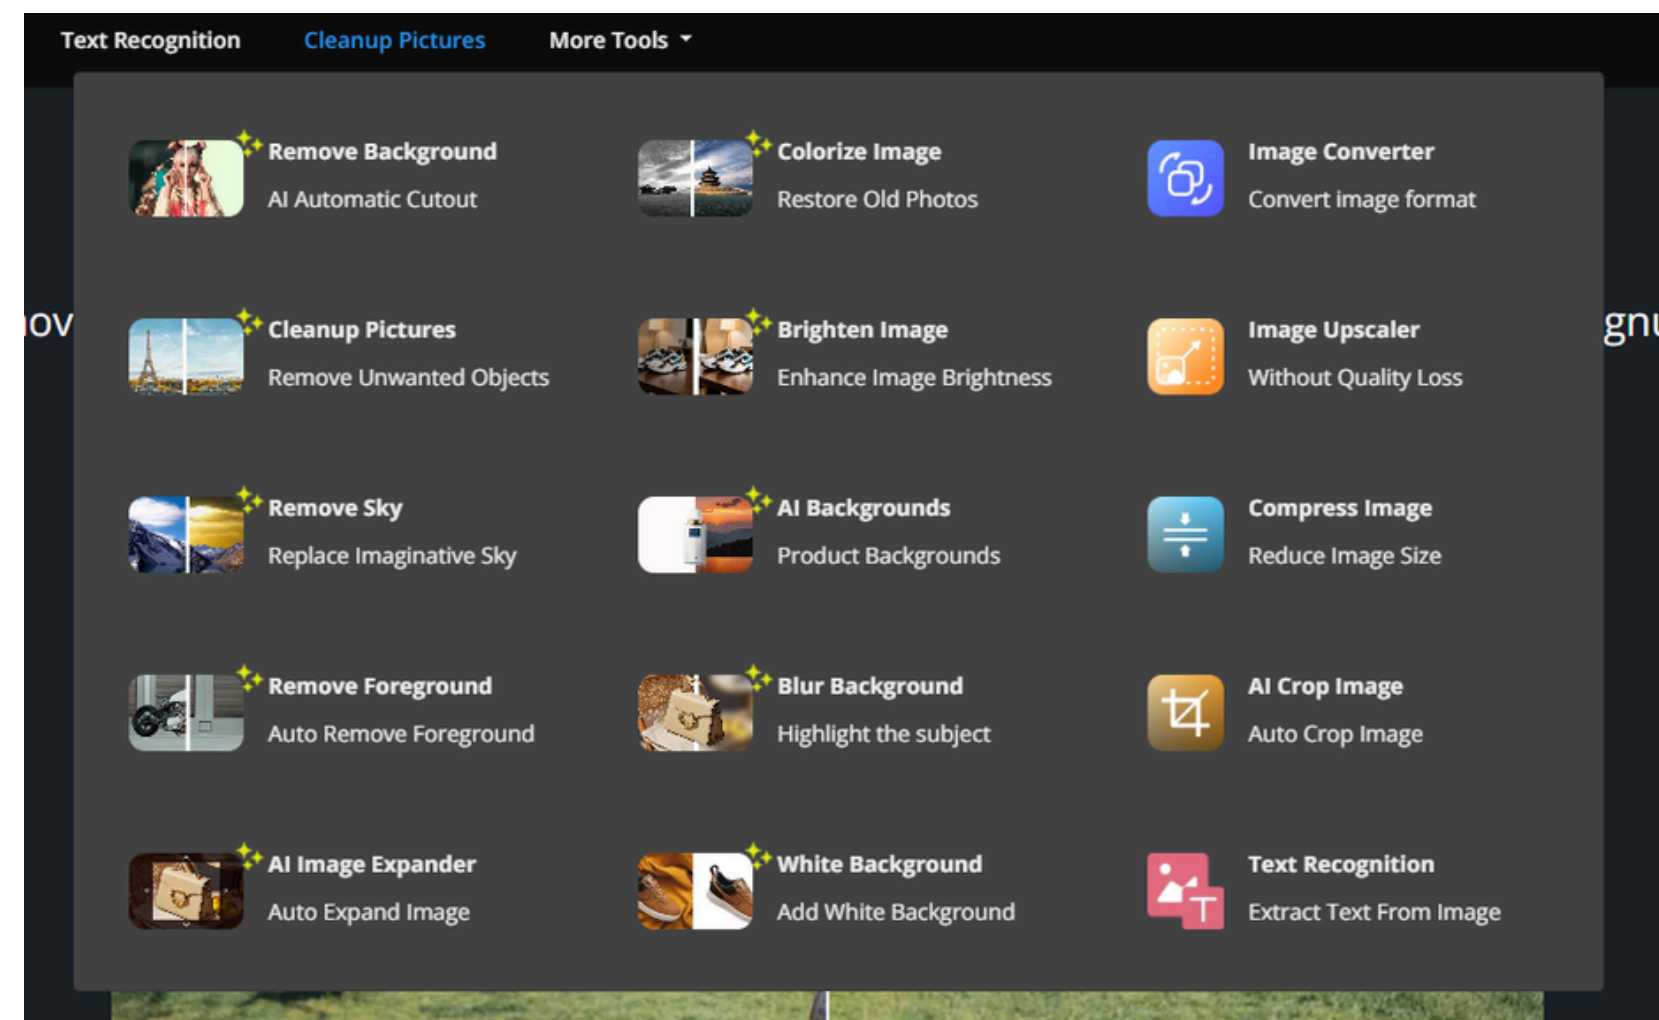 Text Recognition
Cleanup Pictures
More Tools
Remove Background
AI Automatic Cutout
Colorize Image
Restore Old Photos
Image Converter
Convert image format
Cleanup Pictures
Remove Unwanted Objects
Brighten Image
Enhance Image Brightness
Image Upscaler
Without Quality Loss
Remove Sky
Replace Imaginative Sky
AI Backgrounds
Product Backgrounds
Compress Image
Reduce Image Size
Remove Foreground
Auto Remove Foreground
Blur Background
Highlight the subject
AI Crop Image
Auto Crop Image
AI Image Expander
Auto Expand Image
White Background
Add White Background
Text Recognition
Extract Text From Image